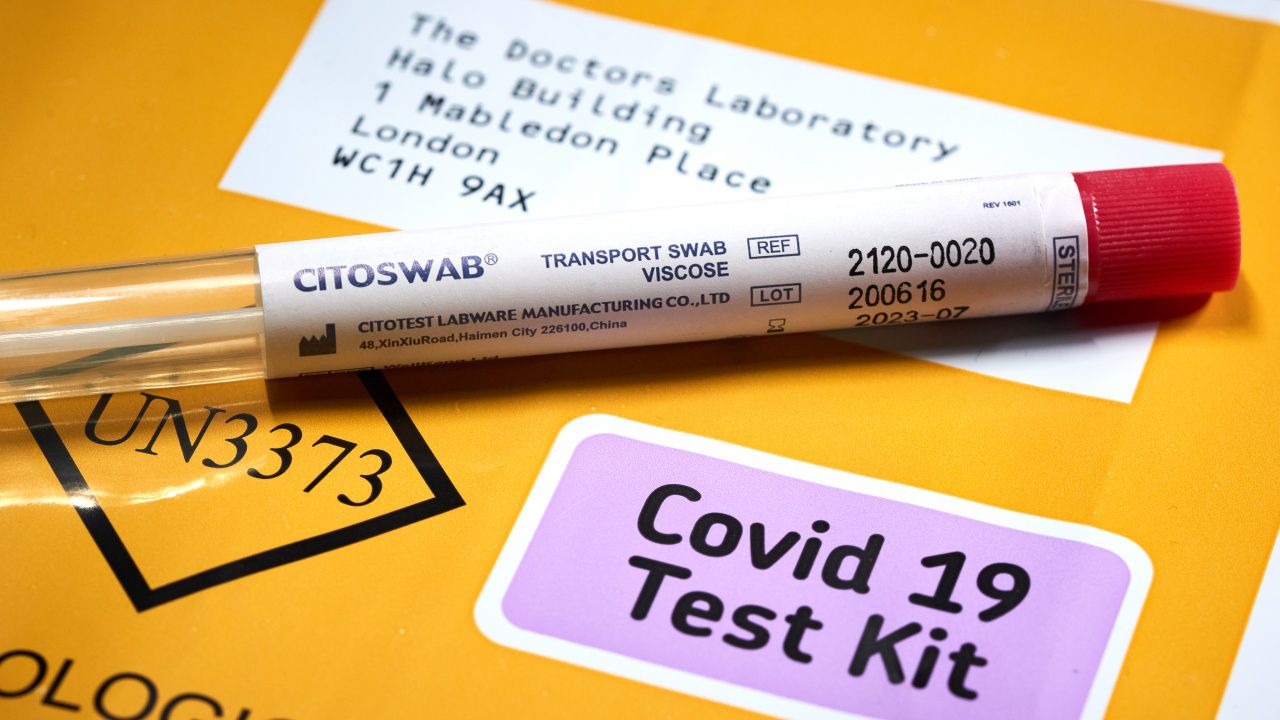 The Doctors Laboratory
Halo Building
1 Mabledon Place
London
WC1H 9AX
CITOSWAB®
TRANSPORT SWAB
VISCOSE
CITOTEST LABWARE MANUFACTURING CO.,LTD
48,XinXiuRoad,Haimen City 226100,China
REF 2120-0020
LOT 200616
2023-07
REV 1601
UN3373
Covid 19
Test Kit